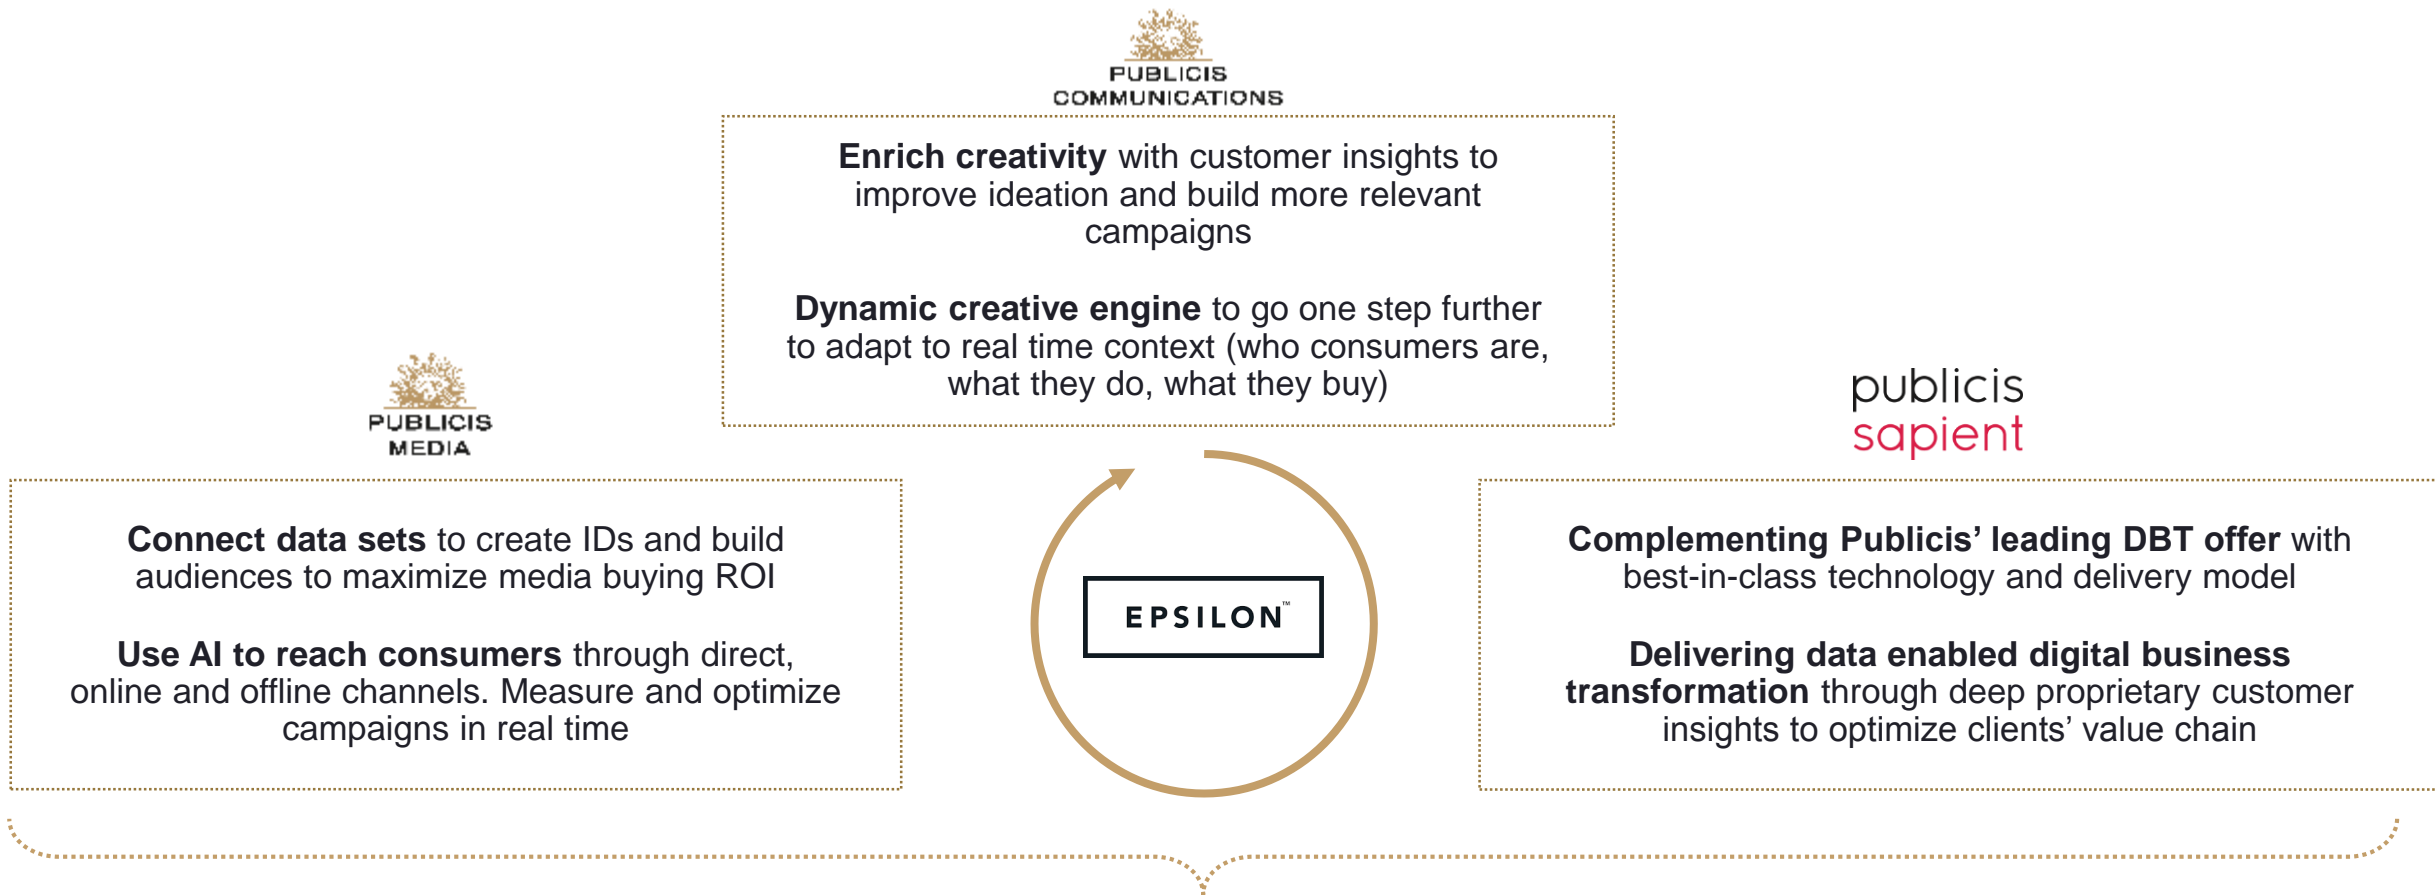 PUBLICIS
COMMUNICATIONS
Enrich creativity with customer insights to
improve ideation and build more relevant
campaigns
Dynamic creative engine to go one step further
to adapt to real time context (who consumers are,
what they do, what they buy)
PUBLICIS
MEDIA
Connect data sets to create IDs and build
audiences to maximize media buying ROI
Use AI to reach consumers through direct,
online and offline channels. Measure and optimize
campaigns in real time
EPSILON™
publicis
sapient
Complementing Publicis’ leading DBT offer with
best-in-class technology and delivery model
Delivering data enabled digital business
transformation through deep proprietary customer
insights to optimize clients’ value chain